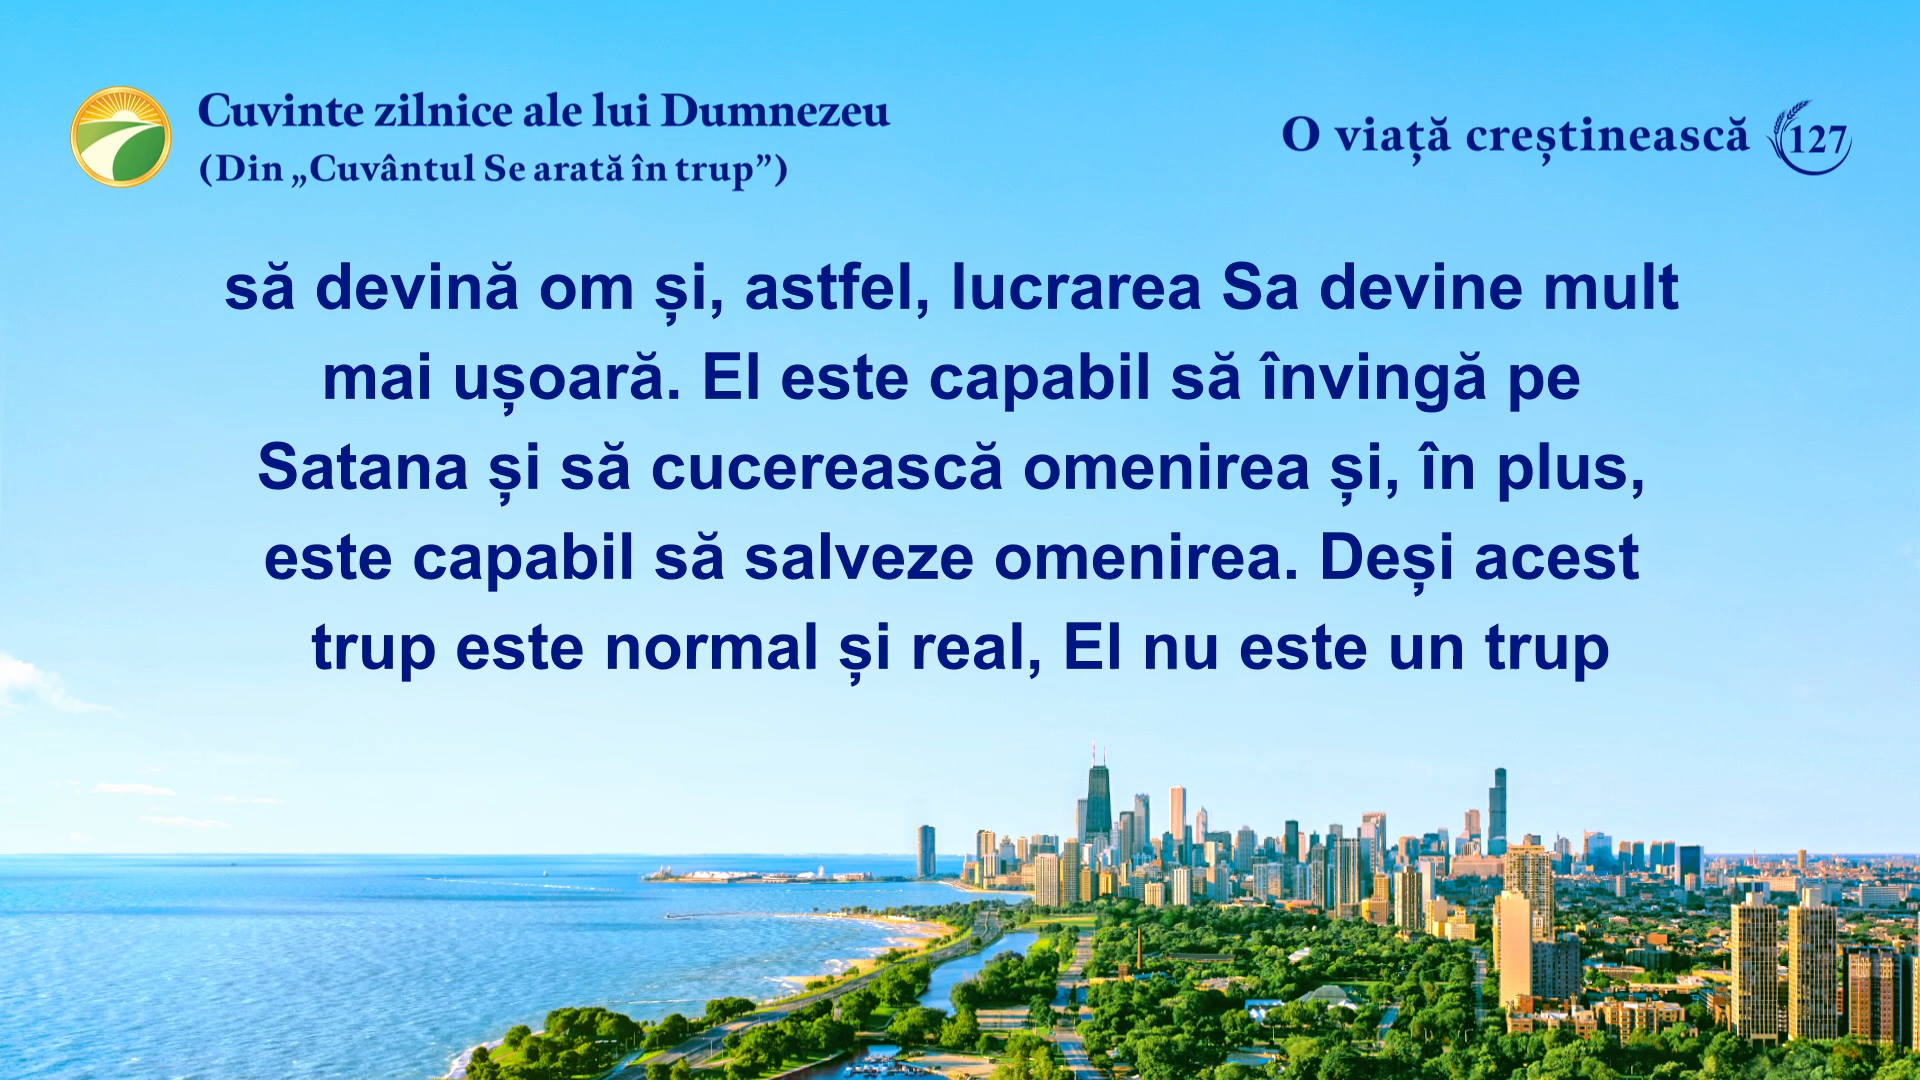 Cuvinte zilnice ale lui Dumnezeu
(Din „Cuvântul Se arată în trup”)
O viață creștinească 127
să devină om și, astfel, lucrarea Sa devine mult
mai ușoară. El este capabil să învingă pe
Satana și să cucerească omenirea și, în plus,
este capabil să salveze omenirea. Deși acest
trup este normal și real, El nu este un trup